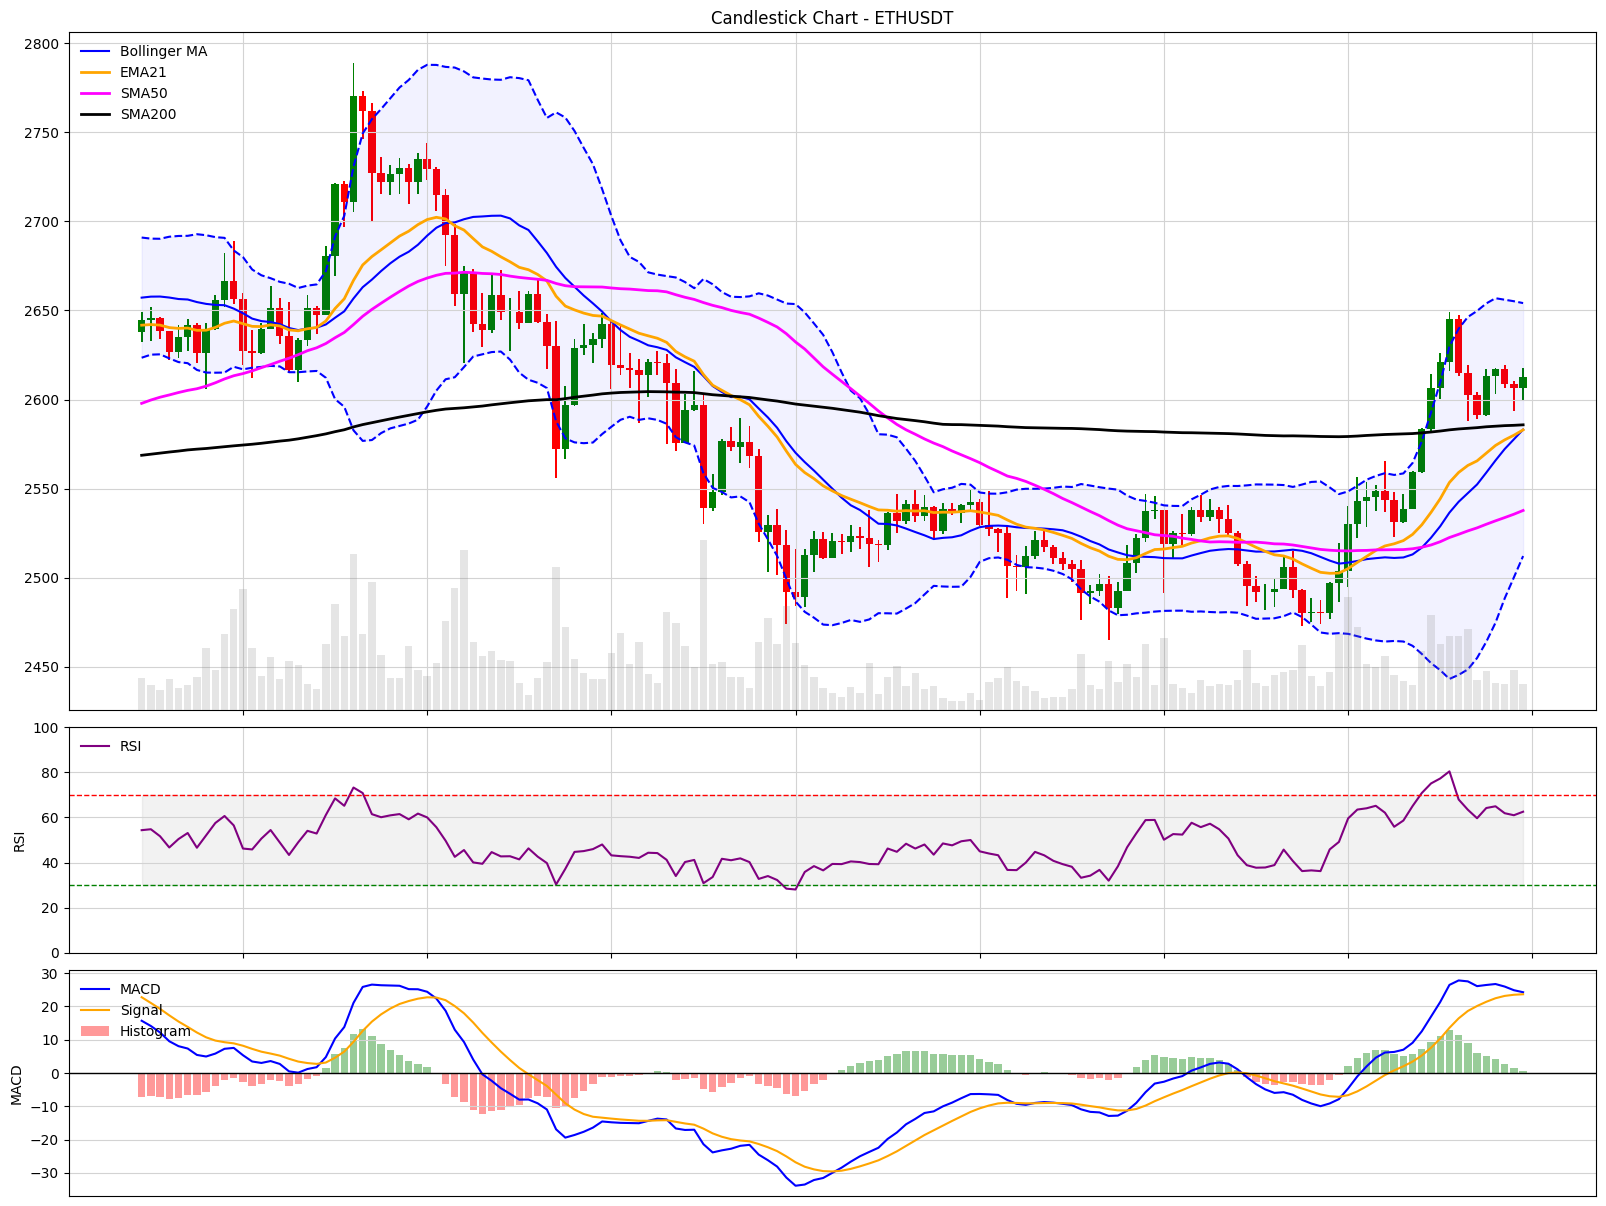 Candlestick Chart - ETHUSDT
Bollinger MA
EMA21
SMA50
SMA200
2800
2750
2700
2650
2600
2550
2500
2450
RSI
RSI
100
80
60
40
20
0
MACD
Signal
Histogram
MACD
30
20
10
0
−10
−20
−30